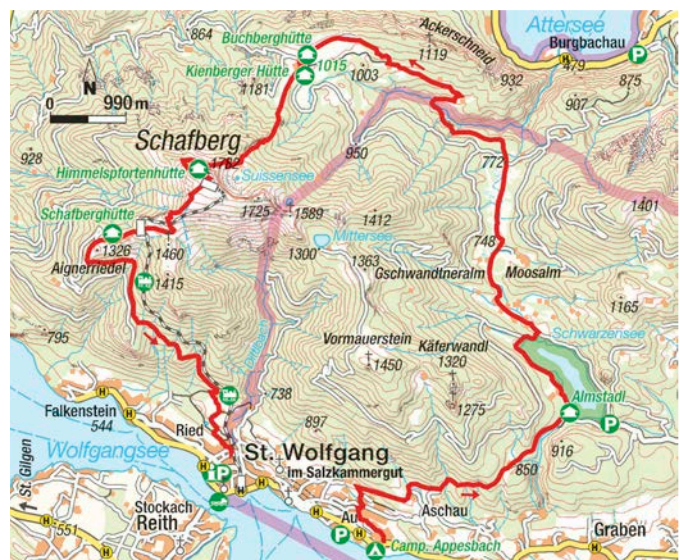 Attersee
Burgbachau
479
875
907
932
Ackerschneid
1119
864
Buchberghütte
Kienberger Hütte
1015
1003
1181
N
0 990 m
Schafberg
Himmelspfortenhütte
1782
Suissensee
928
950
772
1401
Schafberghütte
1725
1589
1412
Mittersee
1326
1460
1300
748
Aignerriedel
1415
1363
Gschwandtneralm
Moosalm
1165
795
Schwarzensee
Vormauerstein
1450
Käferwandl
1320
Dittlbach
738
1275
Almstadl
P
Falkenstein
544
H
Ried
897
916
Wolfgangsee
St. Wolfgang
im Salzkammergut
850
St. Gilgen
Stockach
Reith
Au
Aschau
Graben
551
Camp. Appesbach